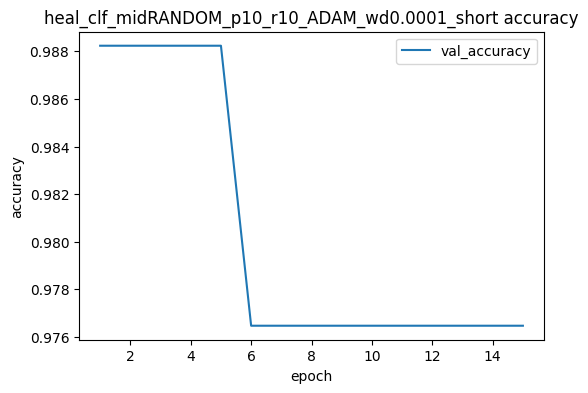 heal_clf_midRANDOM_p10_r10_ADAM_wd0.0001_short accuracy
val_accuracy
accuracy
0.988
0.986
0.984
0.982
0.980
0.978
0.976
2 4 6 8 10 12 14
epoch